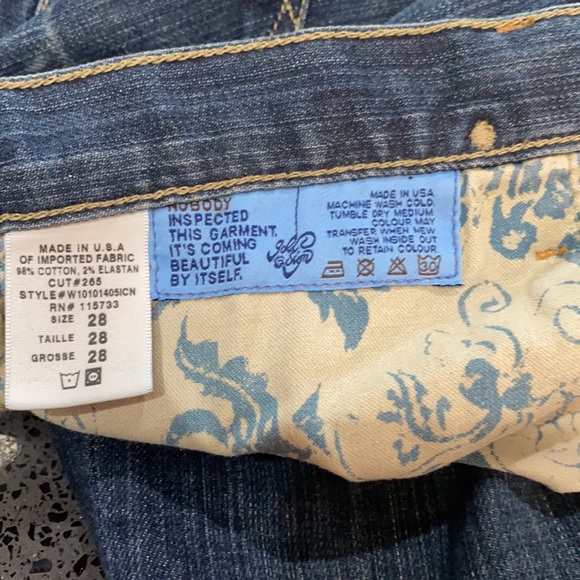 MADE IN U.S.A
OF IMPORTED FABRIC
98% COTTON, 2% ELASTAN
CUT#265
STYLE#W10101405ICN
RN# 115733
SIZE 28
TAILLE 28
GROSSE 28
NOBODY
INSPECTED
THIS GARMENT.
IT'S COMING
BEAUTIFUL
BY ITSELF.
MADE IN USA
MACHINE WASH COLD
TUMBLE DRY MEDIUM
COLOUR MAY
TRANSFER WHEN NEW
WASH INSIDE OUT
TO RETAIN COLOUR
30